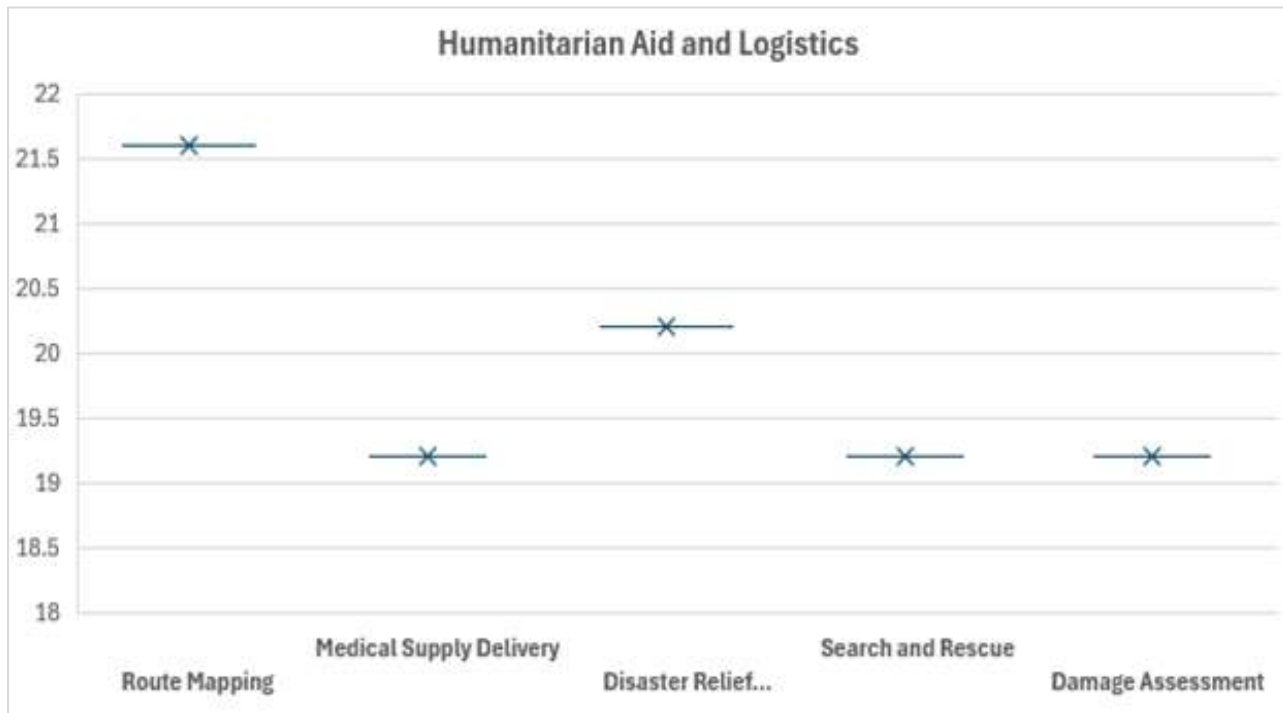 Humanitarian Aid and Logistics
22
21.5
21
20.5
20
19.5
19
18.5
18
Medical Supply Delivery
Search and Rescue
Route Mapping
Disaster Relief...
Damage Assessment